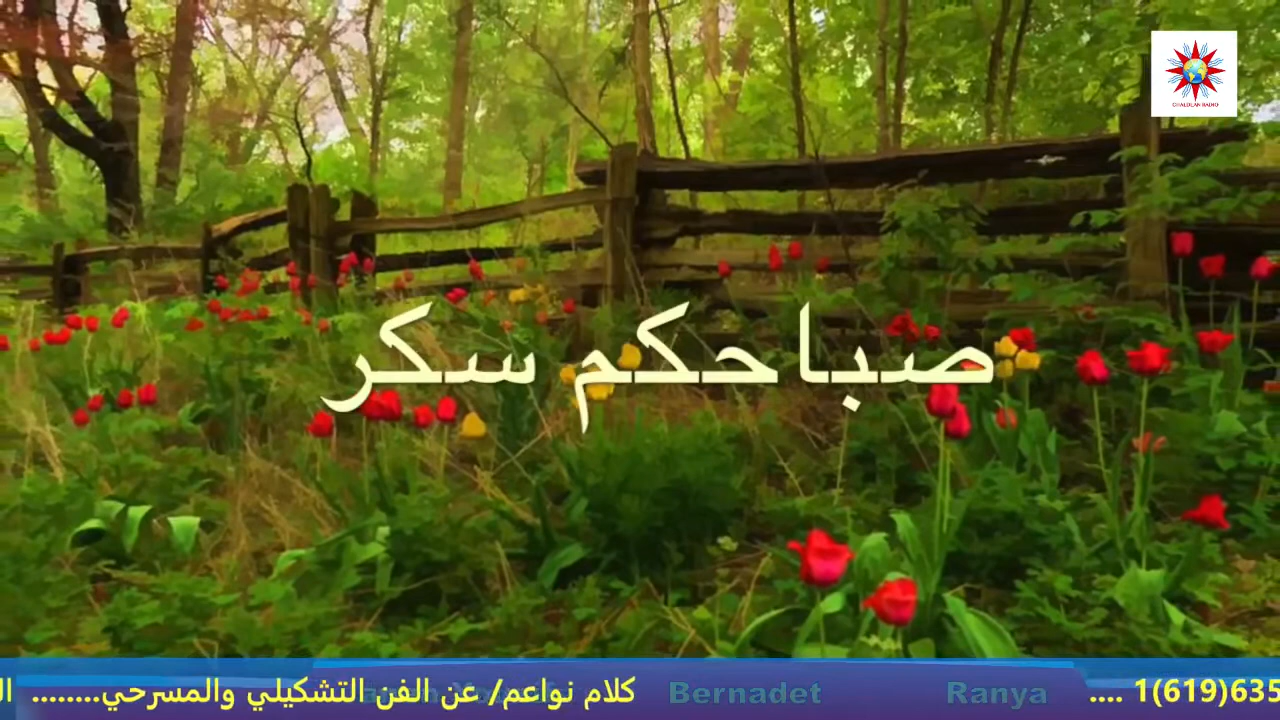 CHALDEAN RADIO
صباحكم سكر
كلام نواعم/ عن الفن التشكيلي والمسرحي........
Bernadet
Ranya
.... 1(619)635